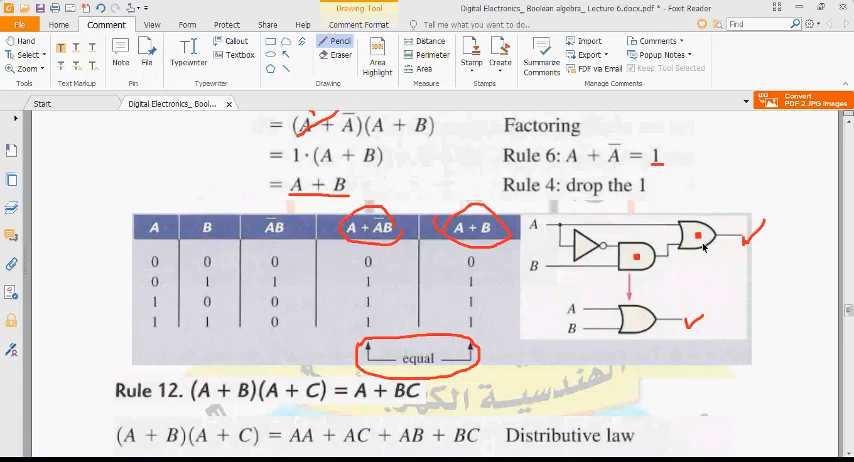 Drawing Tool
Digital Electronics_ Boolean algebra_ Lecture 6.docx.pdf * - Foxit Reader
File Home Comment View Form Protect Share Help Comment Format Tell me what you want to do.. Find
Hand
Select
Zoom
Tools
Text Markup
Note File
Pin
Typewriter
Callout
Textbox
Typewriter
Pencil
Eraser
Area Highlight
Drawing
Distance
Perimeter
Area
Measure
Stamp Create
Stamps
Summarize Comments
Import
Export
FDF via Email
Comments
Popup Notes
Keep Tool Selected
Manage Comments
Start Digital Electronics_ Bool...
Convert
PDF 2 JPG Images
= (A + A̅)(A + B) Factoring
= 1·(A + B) Rule 6: A + A̅ = 1
= A + B Rule 4: drop the 1
A B A̅B A + A̅B A + B
0 0 0 0 0
0 1 1 1 1
1 0 0 1 1
1 1 0 1 1
equal
A
B
A
B
الهندسية الكهر
Rule 12. (A + B)(A + C) = A + BC
(A + B)(A + C) = AA + AC + AB + BC Distributive law